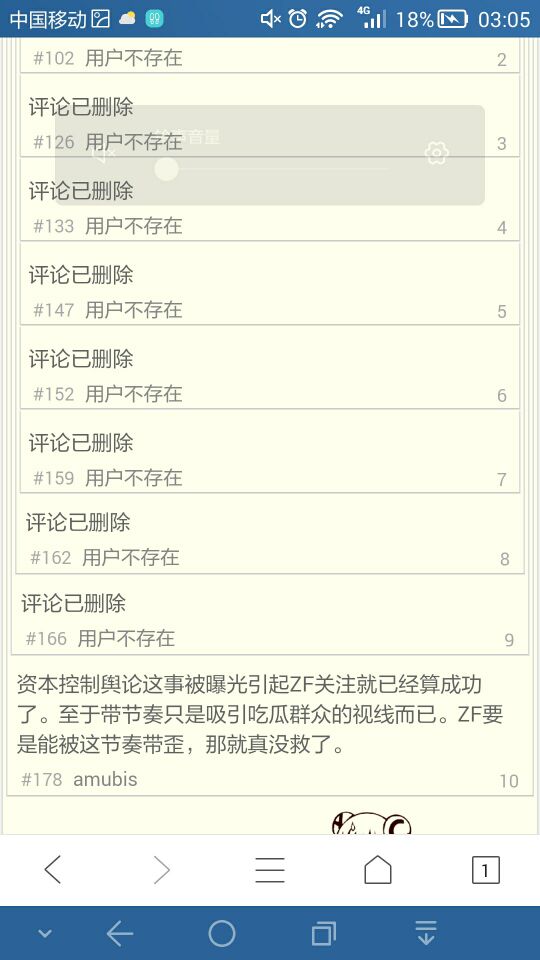 中国移动 4G 18% 03:05
#102 用户不存在 2
评论已删除
铃声音量
#126 用户不存在 3
评论已删除
#133 用户不存在 4
评论已删除
#147 用户不存在 5
评论已删除
#152 用户不存在 6
评论已删除
#159 用户不存在 7
评论已删除
#162 用户不存在 8
评论已删除
#166 用户不存在 9
资本控制舆论这事被曝光引起ZF关注就已经算成功
了。至于带节奏只是吸引吃瓜群众的视线而已。ZF要
是能被这节奏带歪，那就真没救了。
#178 amubis 10
1